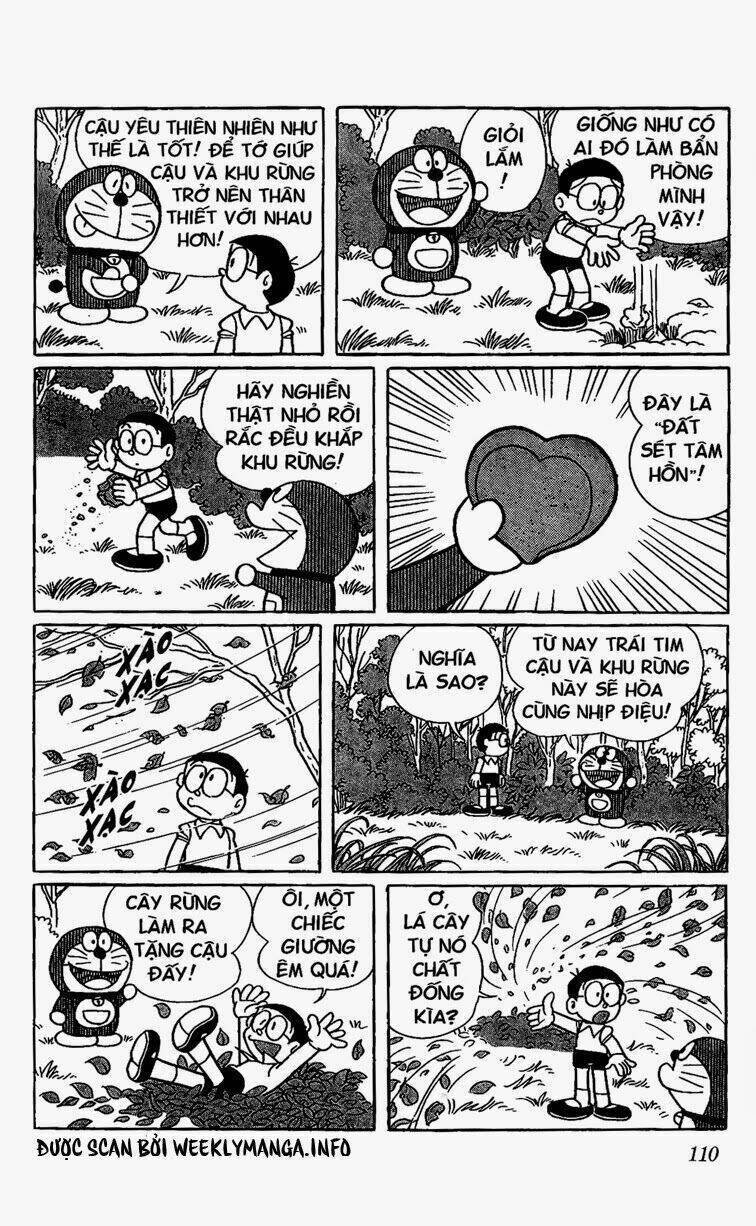 GIỐNG NHƯ CÓ
AI ĐÓ LÀM BẨN
PHÒNG
MÌNH
VẬY!
GIỎI
LẮM
!
CẬU YÊU THIÊN NHIÊN NHƯ
THẾ LÀ TỐT! ĐỂ TỚ GIÚP
CẬU VÀ KHU RỪNG
TRỞ NÊN THÂN
THIẾT VỚI NHAU
HƠN!
ĐÂY LÀ
"ĐẤT
SÉT TÂM
HỒN"!
HÃY NGHIỀN
THẬT NHỎ RỒI
RẮC ĐỀU KHẮP
KHU RỪNG!
TỪ NAY TRÁI TIM
CẬU VÀ KHU RỪNG
NÀY SẼ HÒA
CÙNG NHỊP ĐIỆU!
NGHĨA
LÀ SAO?
XÀO
XẠC
XÀO
XẠC
Ơ,
LÁ CÂY
TỰ NÓ
CHẤT
ĐỐNG
KÌA?
ÔI, MỘT
CHIẾC
GIƯỜNG
ÊM QUÁ!
CÂY RỪNG
LÀM RA
TẶNG CẬU
ĐẤY!
ĐƯỢC SCAN BỞI WEEKLYMANGA.INFO
110